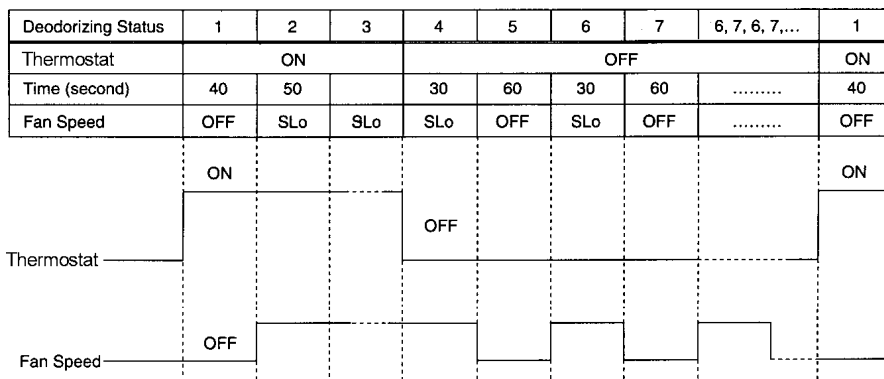 Deodorizing Status 1 2 3 4 5 6 7 6, 7, 6, 7,... 1
Thermostat ON OFF ON
Time (second) 40 50 30 60 30 60 ......... 40
Fan Speed OFF SLo SLo SLo OFF SLo OFF ......... OFF
ON ON
OFF
Thermostat
OFF
Fan Speed